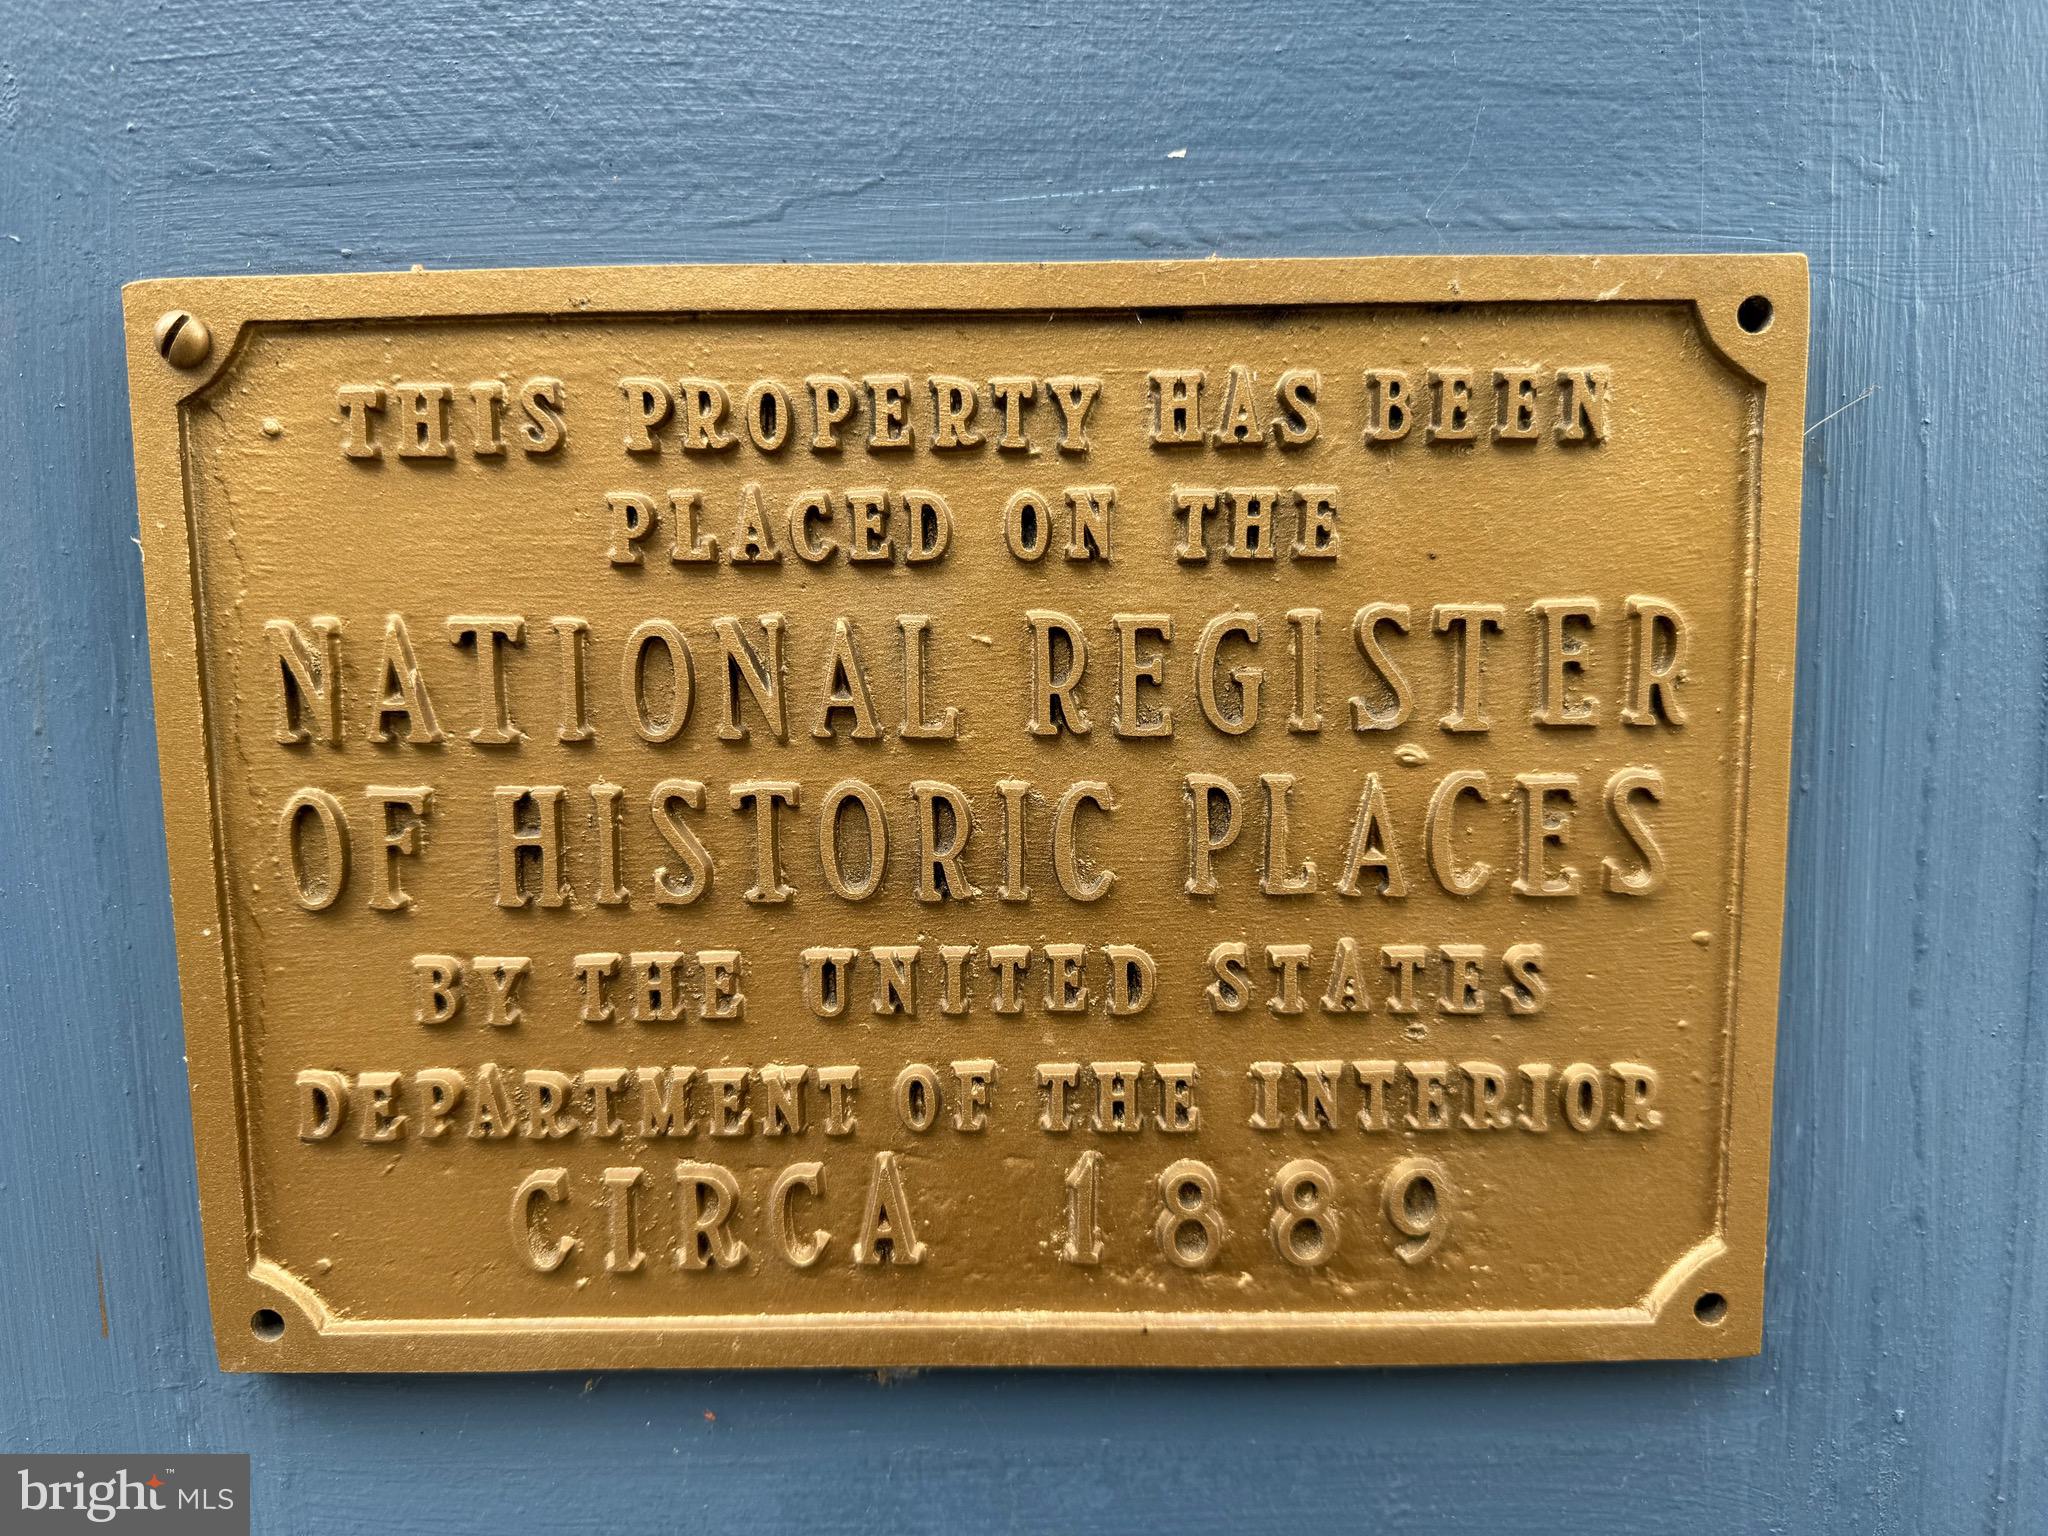 THIS PROPERTY HAS BEEN
PLACED ON THE
NATIONAL REGISTER
OF HISTORIC PLACES
BY THE UNITED STATES
DEPARTMENT OF THE INTERIOR
CIRCA 1889
bright™ MLS